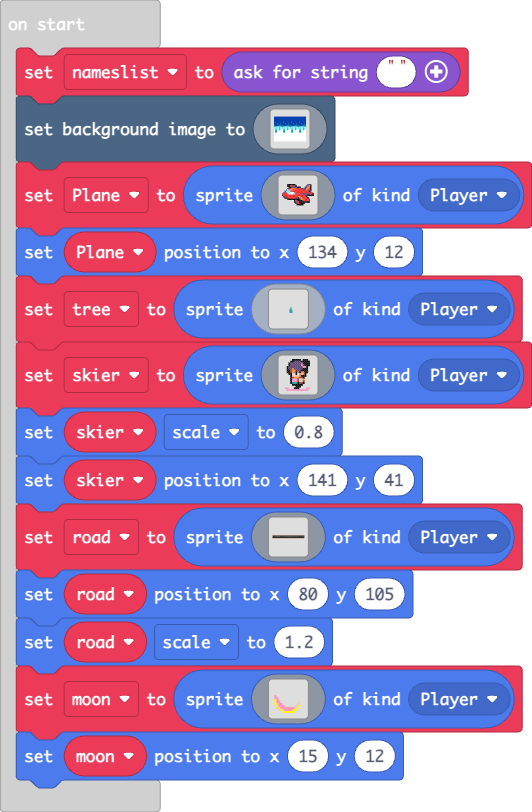 on start
set nameslist to ask for string " "
set background image to
set Plane to sprite of kind Player
set Plane position to x 134 y 12
set tree to sprite of kind Player
set skier to sprite of kind Player
set skier scale to 0.8
set skier position to x 141 y 41
set road to sprite of kind Player
set road position to x 80 y 105
set road scale to 1.2
set moon to sprite of kind Player
set moon position to x 15 y 12